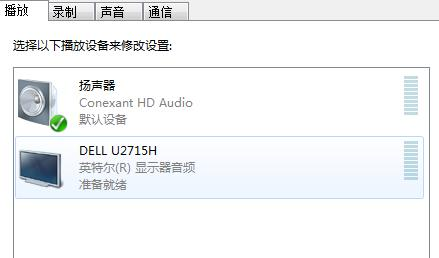 播放 录制 声音 通信
选择以下播放设备来修改设置:
扬声器
Conexant HD Audio
默认设备
DELL U2715H
英特尔(R) 显示器音频
准备就绪